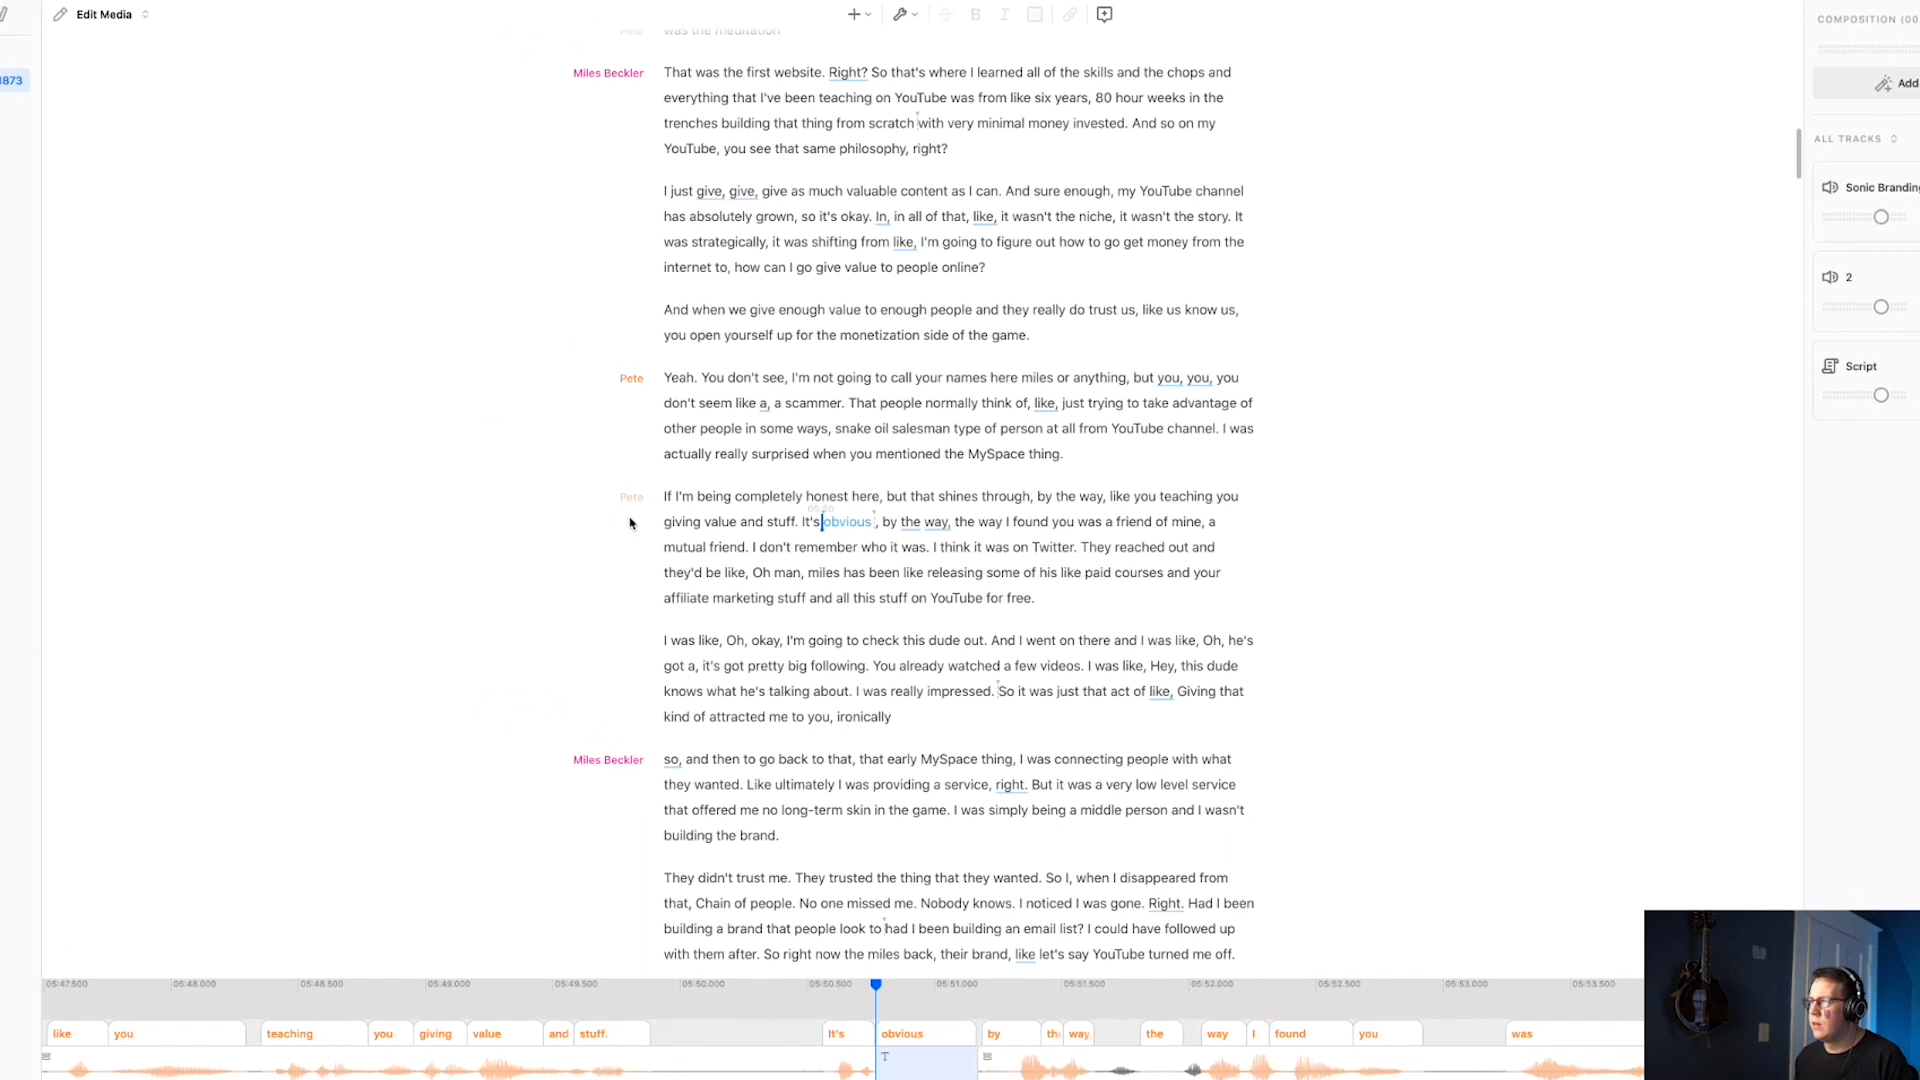 Edit Media
COMPOSITION (00
Pete
was the meditation
Miles Beckler
That was the first website. Right? So that's where I learned all of the skills and the chops and
everything that I've been teaching on YouTube was from like six years, 80 hour weeks in the
trenches building that thing from scratch with very minimal money invested. And so on my
YouTube, you see that same philosophy, right?
I just give, give, give as much valuable content as I can. And sure enough, my YouTube channel
has absolutely grown, so it's okay. In, in all of that, like, it wasn't the niche, it wasn't the story. It
was strategically, it was shifting from like, I'm going to figure out how to go get money from the
internet to, how can I go give value to people online?
And when we give enough value to enough people and they really do trust us, like us know us,
you open yourself up for the monetization side of the game.
Pete
Yeah. You don't see, I'm not going to call your names here miles or anything, but you, you, you
don't seem like a, a scammer. That people normally think of, like, just trying to take advantage of
other people in some ways, snake oil salesman type of person at all from YouTube channel. I was
actually really surprised when you mentioned the MySpace thing.
Pete
If I'm being completely honest here, but that shines through, by the way, like you teaching you
05:50
giving value and stuff. It's obvious , by the way, the way I found you was a friend of mine, a
mutual friend. I don't remember who it was. I think it was on Twitter. They reached out and
they'd be like, Oh man, miles has been like releasing some of his like paid courses and your
affiliate marketing stuff and all this stuff on YouTube for free.
I was like, Oh, okay, I'm going to check this dude out. And I went on there and I was like, Oh, he's
got a, it's got pretty big following. You already watched a few videos. I was like, Hey, this dude
knows what he's talking about. I was really impressed. So it was just that act of like, Giving that
kind of attracted me to you, ironically
Miles Beckler
so, and then to go back to that, that early MySpace thing, I was connecting people with what
they wanted. Like ultimately I was providing a service, right. But it was a very low level service
that offered me no long-term skin in the game. I was simply being a middle person and I wasn't
building the brand.
They didn't trust me. They trusted the thing that they wanted. So I, when I disappeared from
that, Chain of people. No one missed me. Nobody knows. I noticed I was gone. Right. Had I been
building a brand that people look to had I been building an email list? I could have followed up
with them after. So right now the miles back, their brand, like let's say YouTube turned me off.
1873
Add
ALL TRACKS
Sonic Branding
2
Script
05:47.500 05:48.000 05:48.500 05:49.000 05:49.500 05:50.000 05:50.500 05:51.000 05:51.500 05:52.000 05:52.500 05:53.000 05:53.500
like you teaching you giving value and stuff. It's obvious by the way the way I found you was
T